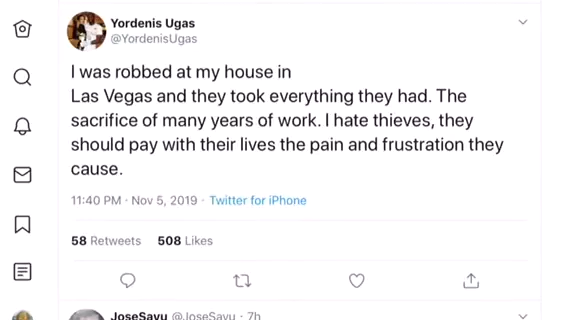 Yordenis Ugas
@YordenisUgas
I was robbed at my house in
Las Vegas and they took everything they had. The
sacrifice of many years of work. I hate thieves, they
should pay with their lives the pain and frustration they
cause.
11:40 PM · Nov 5, 2019 · Twitter for iPhone
58 Retweets 508 Likes
JoseSayu @JoseSayu · 7h